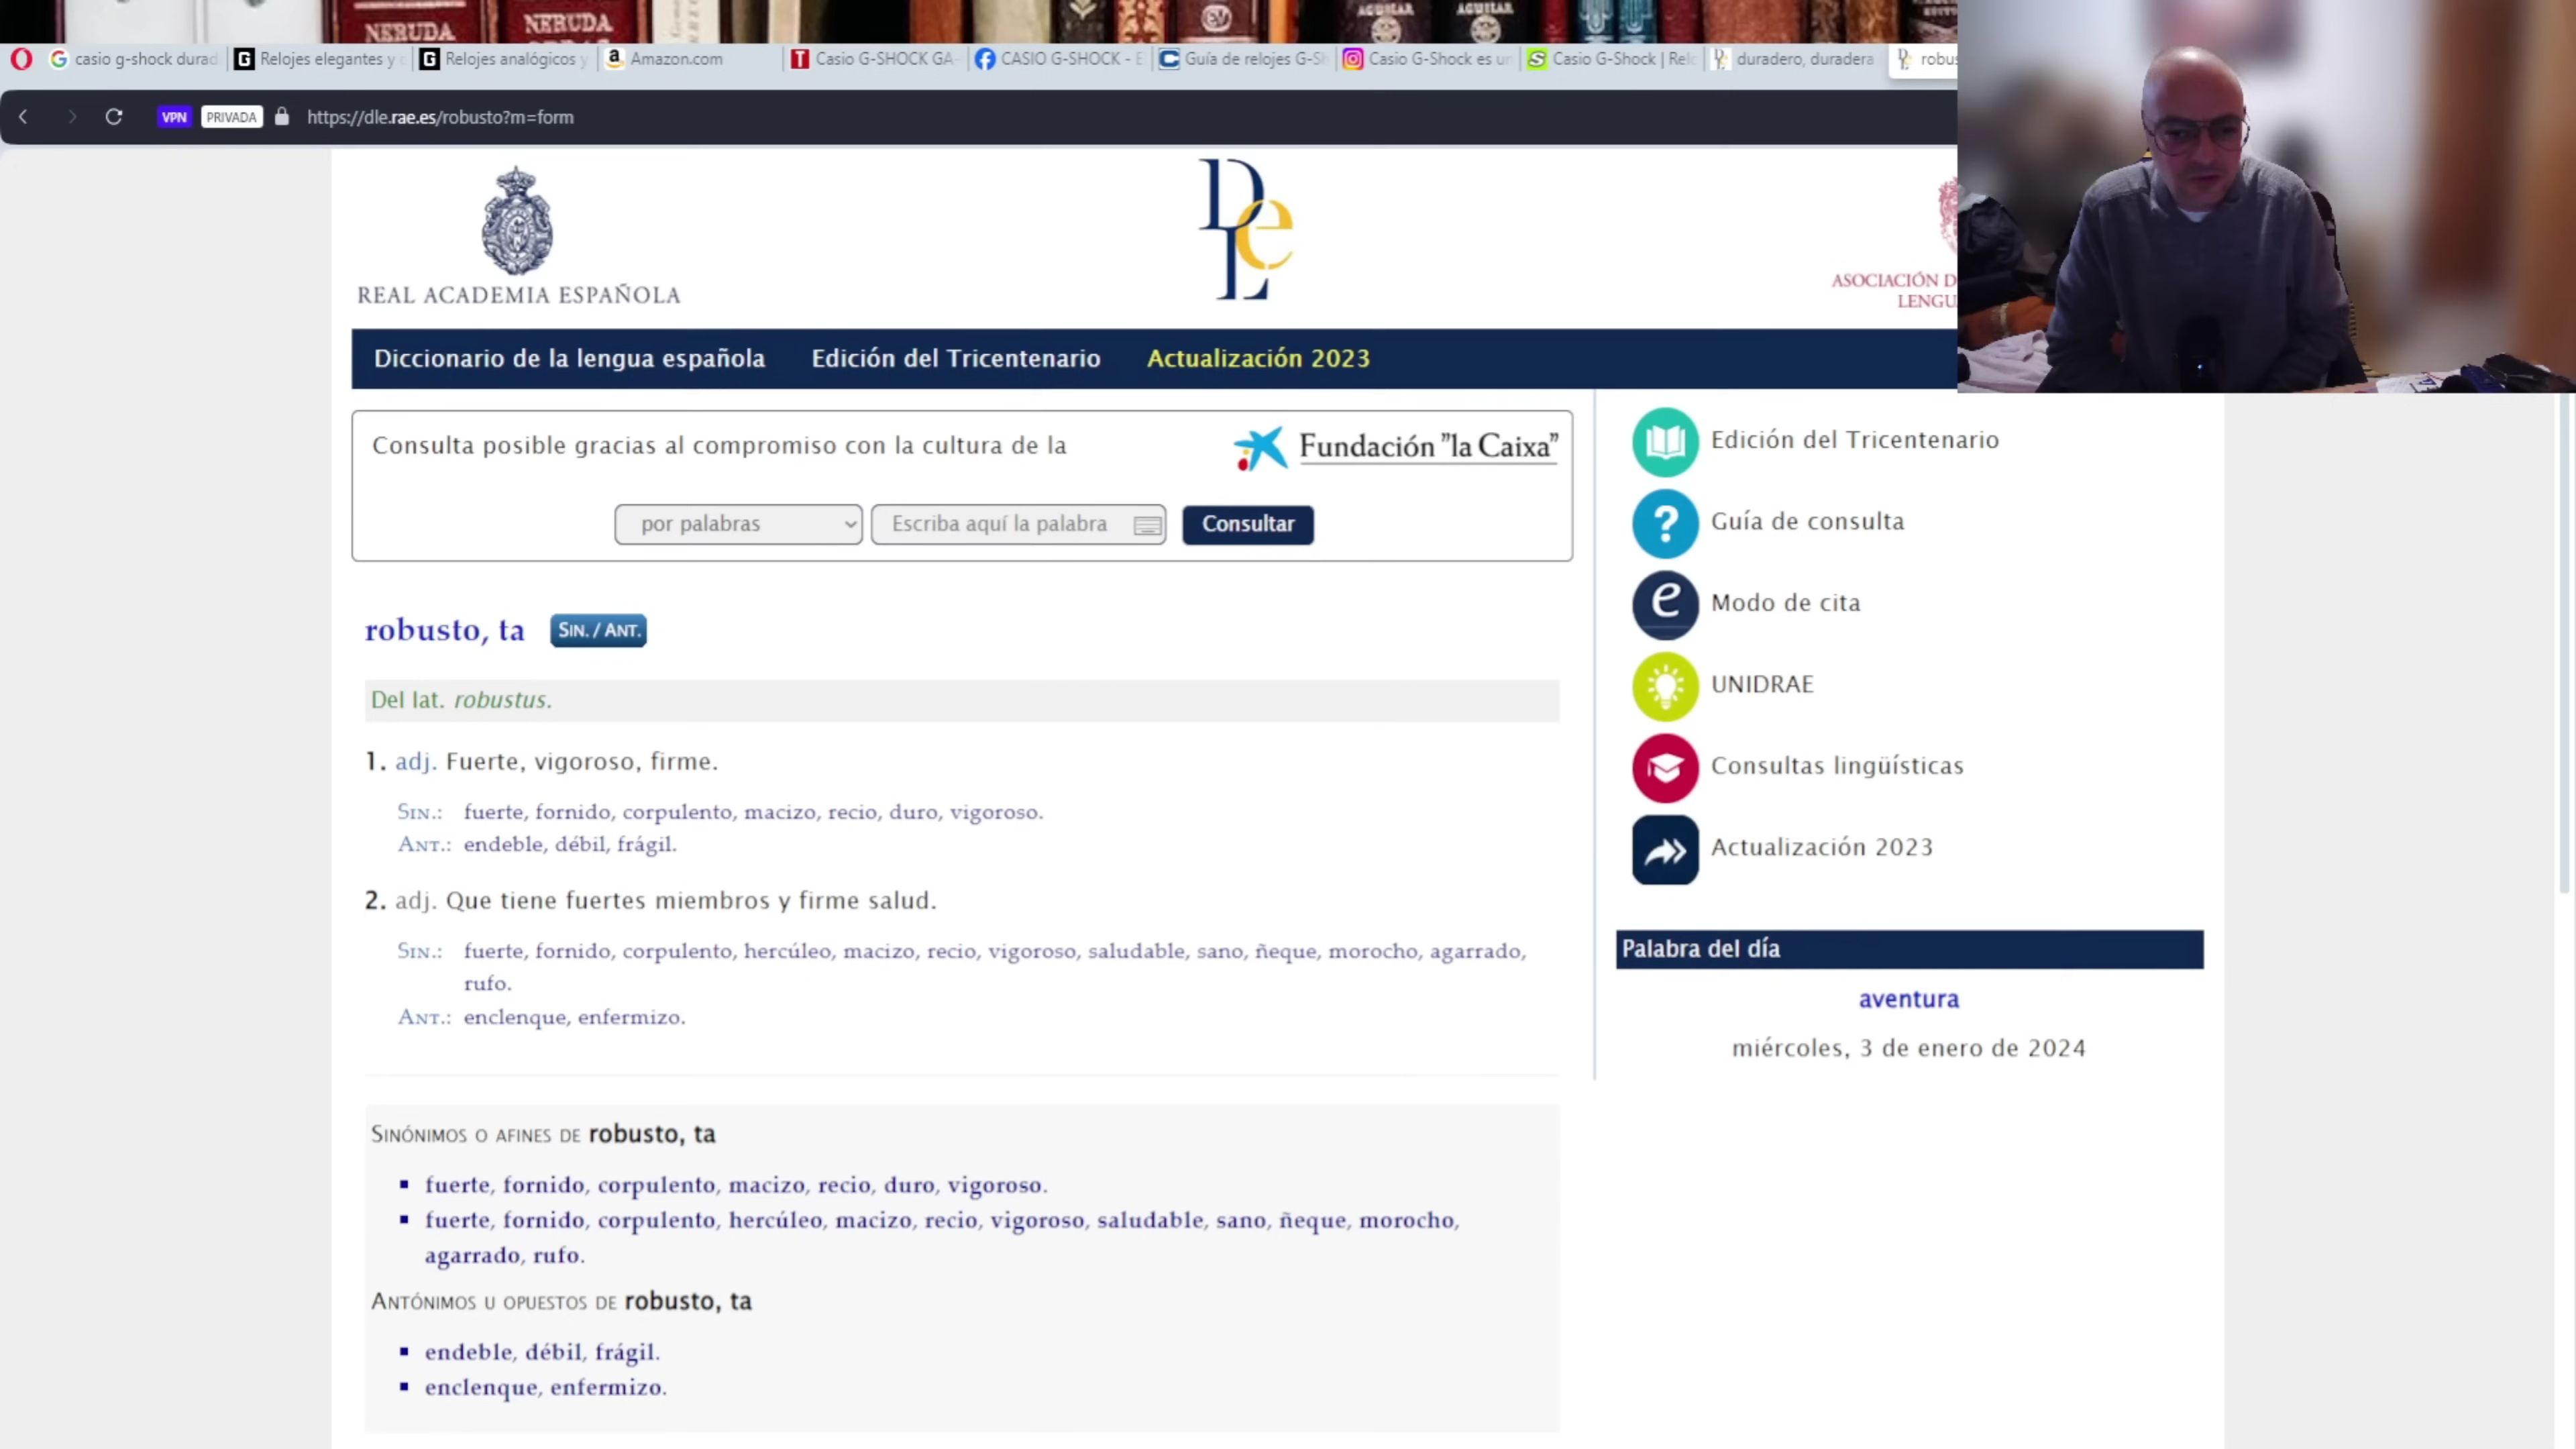 NERUDA
NERUDA
AGUILAR
AGUILAR
casio g-shock durad
Relojes elegantes y
Relojes analógicos y
Amazon.com
Casio G-SHOCK GA-
CASIO G-SHOCK - E
Guía de relojes G-S
Casio G-Shock es un
Casio G-Shock | Relo
duradero, duradera
robus
VPN
PRIVADA
https://dle.rae.es/robusto?m=form
REAL ACADEMIA ESPAÑOLA
DLe
ASOCIACIÓN D
LENGU
Diccionario de la lengua española
Edición del Tricentenario
Actualización 2023
Consulta posible gracias al compromiso con la cultura de la
Fundación "la Caixa"
por palabras
Escriba aquí la palabra
Consultar
robusto, ta
SIN. / ANT.
Del lat. robustus.
1. adj. Fuerte, vigoroso, firme.
SIN.: fuerte, fornido, corpulento, macizo, recio, duro, vigoroso.
ANT.: endeble, débil, frágil.
2. adj. Que tiene fuertes miembros y firme salud.
SIN.: fuerte, fornido, corpulento, hercúleo, macizo, recio, vigoroso, saludable, sano, ñeque, morocho, agarrado,
rufo.
ANT.: enclenque, enfermizo.
SINÓNIMOS O AFINES DE robusto, ta
fuerte, fornido, corpulento, macizo, recio, duro, vigoroso.
fuerte, fornido, corpulento, hercúleo, macizo, recio, vigoroso, saludable, sano, ñeque, morocho,
agarrado, rufo.
ANTÓNIMOS U OPUESTOS DE robusto, ta
endeble, débil, frágil.
enclenque, enfermizo.
Edición del Tricentenario
Guía de consulta
Modo de cita
UNIDRAE
Consultas lingüísticas
Actualización 2023
Palabra del día
aventura
miércoles, 3 de enero de 2024